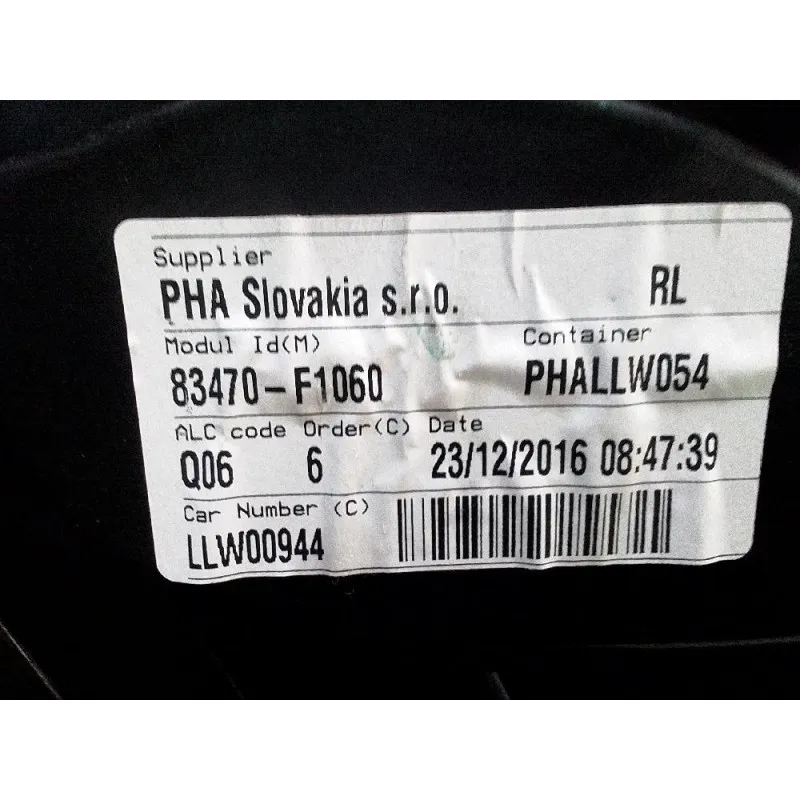 Supplier
PHA Slovakia s.r.o. RL
Modul Id(M) Container
83470-F1060 PHALLW054
ALC code Order(C) Date
Q06 6 23/12/2016 08:47:39
Car Number (C)
LLW00944